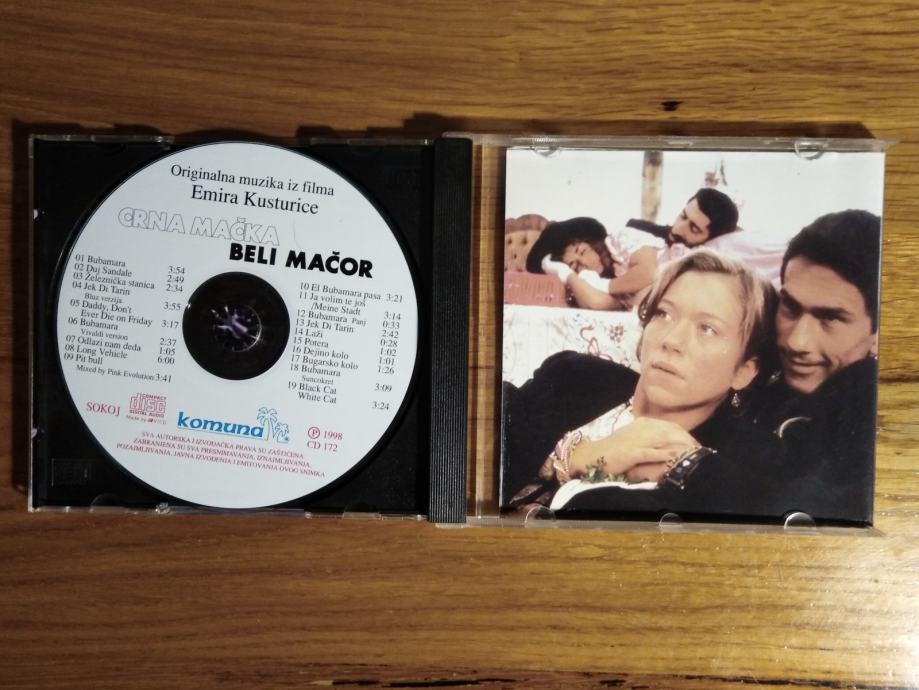 Originalna muzika iz filma
Emira Kusturice
CRNA MAČKA
BELI MAČOR
01 Bubamara 3:54
02 Duj Sandale 2:49
03 Železnička stanica 2:34
04 Jek Di Tarin
Bluz verzija 3:55
05 Daddy, Don't
Ever Die on Friday 3:17
06 Bubamara
Vivaldi version 2:37
07 Odlazi nam deda 1:05
08 Long Vehicle 6:00
09 Pit bull
Mixed by Pink Evolution 3:41
10 El Bubamara pasa 3:21
11 Ja volim te još
/Meine Stadt 3:14
12 Bubamara Panj 0:33
13 Jek Di Tarin 2:42
14 Laži 0:28
15 Potera 1:02
16 Dejino kolo 1:01
17 Bugarsko kolo 1:26
18 Bubamara
Suncokret 3:09
19 Black Cat
White Cat 3:24
SOKOJ
COMPACT
disc
DIGITAL AUDIO
Made by
komuna
℗ 1998
CD 172
SVA AUTORSKA I IZVOĐAČKA PRAVA SU ZAŠTIĆENA
ZABRANJENA SU SVA PRESNIMAVANJA, IZNAJMLJIVANJA,
POZAJMLJIVANJA, JAVNA IZVOĐENJA I EMITOVANJA OVOG SNIMKA